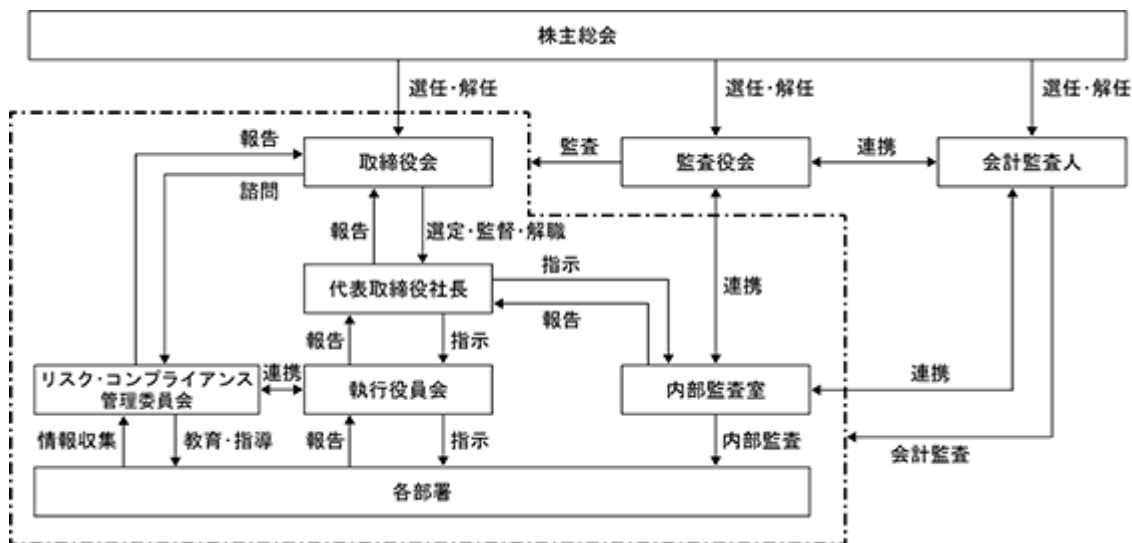 株主総会
選任・解任
選任・解任
選任・解任
報告
取締役会
監査
監査役会
連携
会計監査人
諮問
報告
選定・監督・解職
代表取締役社長
指示
連携
報告
報告
指示
リスク・コンプライアンス
管理委員会
連携
執行役員会
内部監査室
連携
情報収集
教育・指導
報告
指示
内部監査
会計監査
各部署